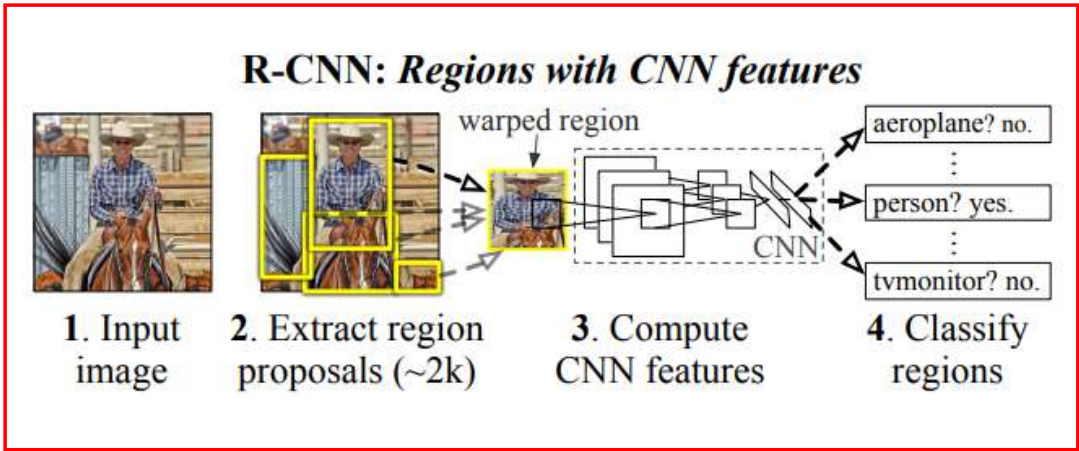 R-CNN: Regions with CNN features
warped region
aeroplane? no.
person? yes.
CNN
tvmonitor? no.
1. Input
image
2. Extract region
proposals (~2k)
3. Compute
CNN features
4. Classify
regions